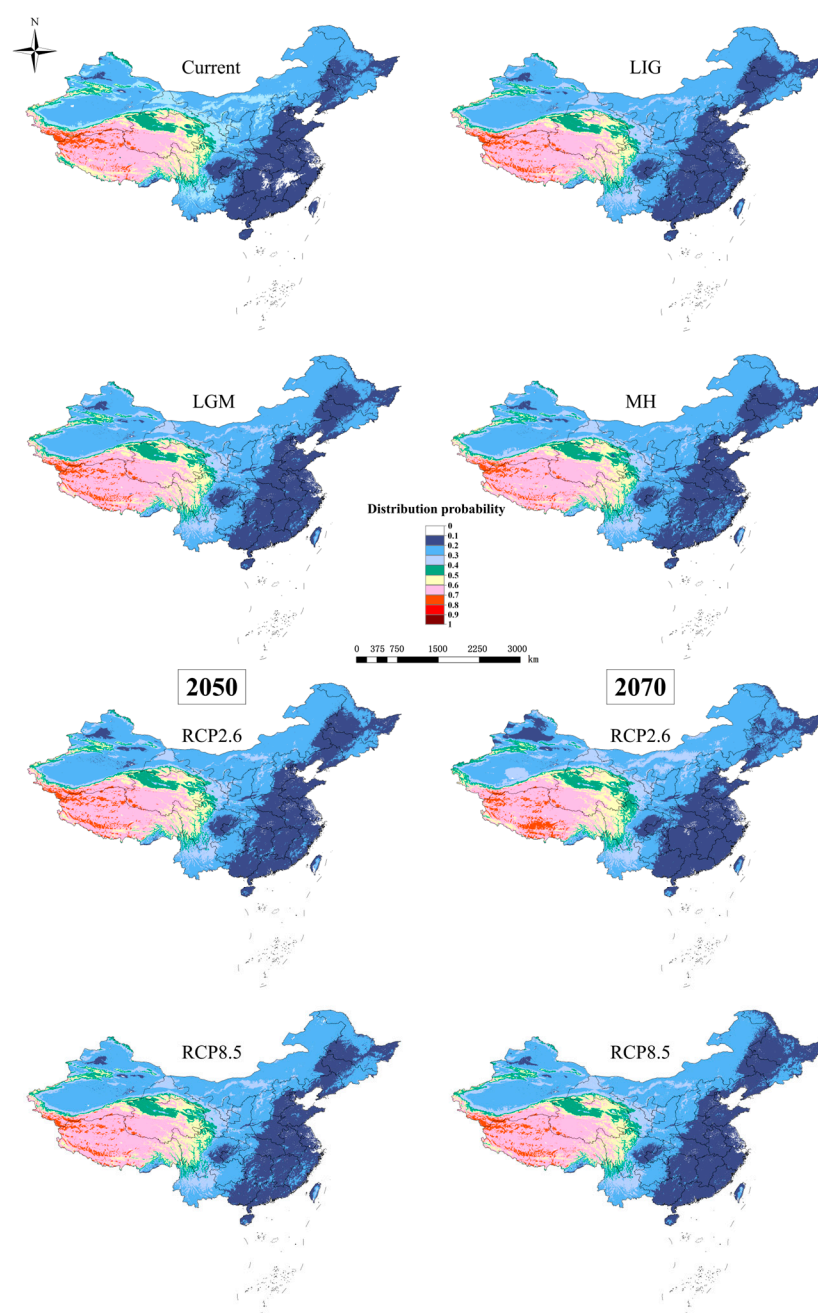 N
Current
LIG
LGM
MH
Distribution probability
0
0.1
0.2
0.3
0.4
0.5
0.6
0.7
0.8
0.9
1
0 375 750 1500 2250 3000
km
2050
2070
RCP2.6
RCP2.6
RCP8.5
RCP8.5